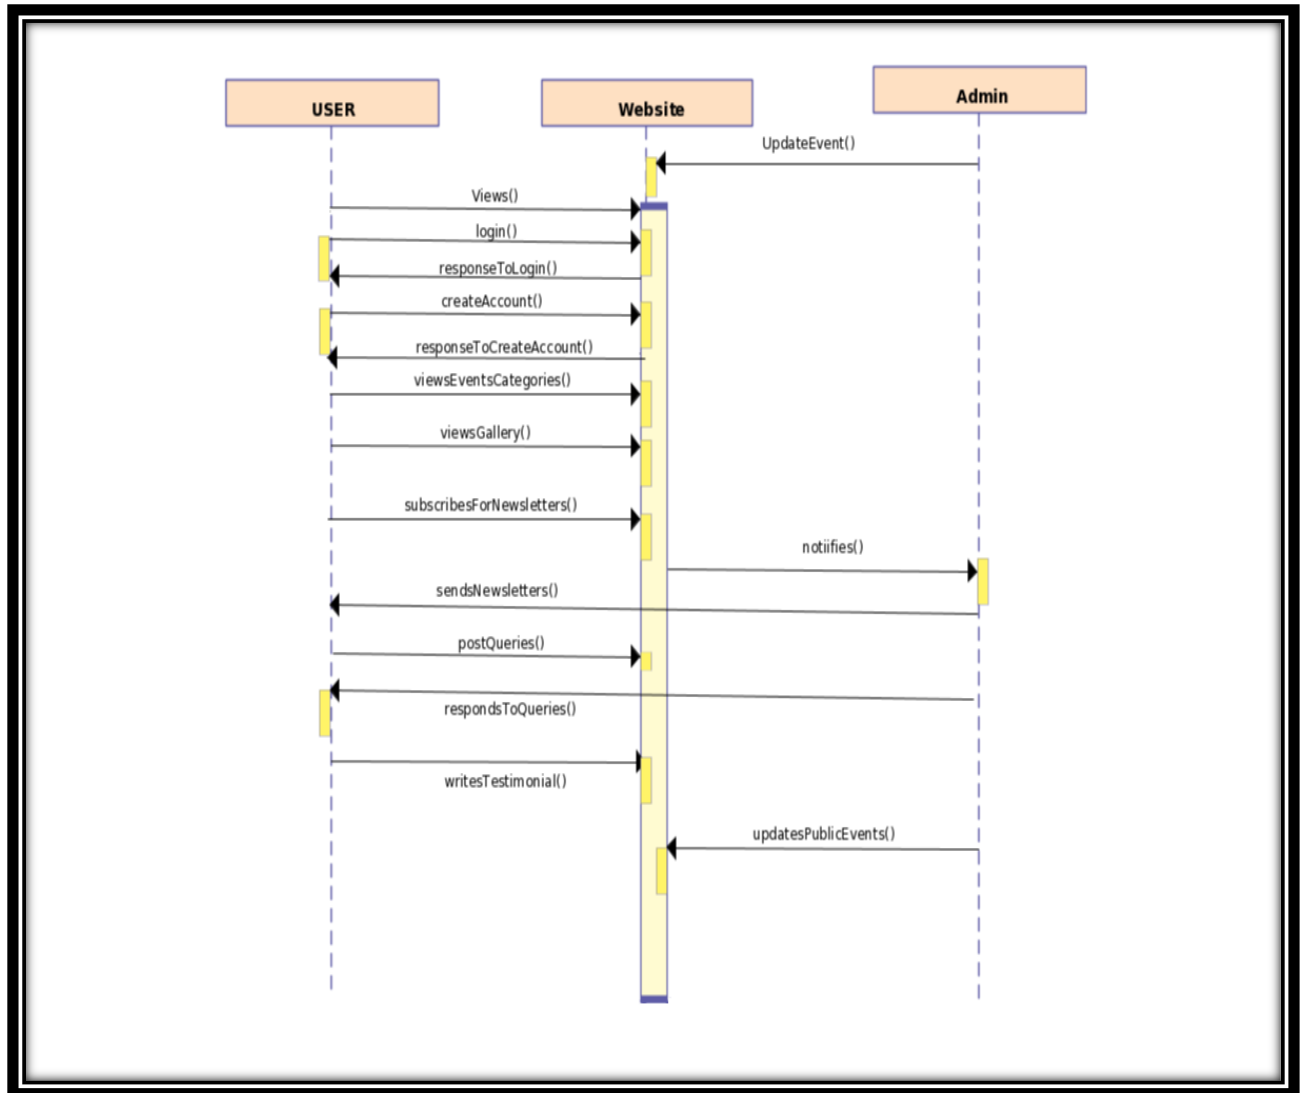 USER
Website
Admin
UpdateEvent()
Views()
login()
responseToLogin()
createAccount()
responseToCreateAccount()
viewsEventsCategories()
viewsGallery()
subscribesForNewsletters()
notiifies()
sendsNewsletters()
postQueries()
respondsToQueries()
writesTestimonial()
updatesPublicEvents()